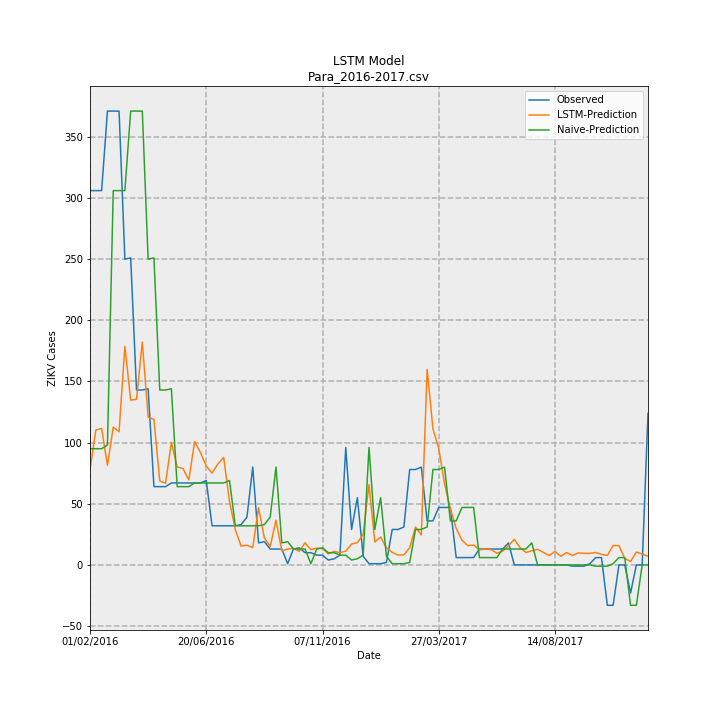 LSTM Model
Para_2016-2017.csv
Observed
LSTM-Prediction
Naive-Prediction
ZIKV Cases
350
300
250
200
150
100
50
0
−50
01/02/2016
20/06/2016
07/11/2016
27/03/2017
14/08/2017
Date